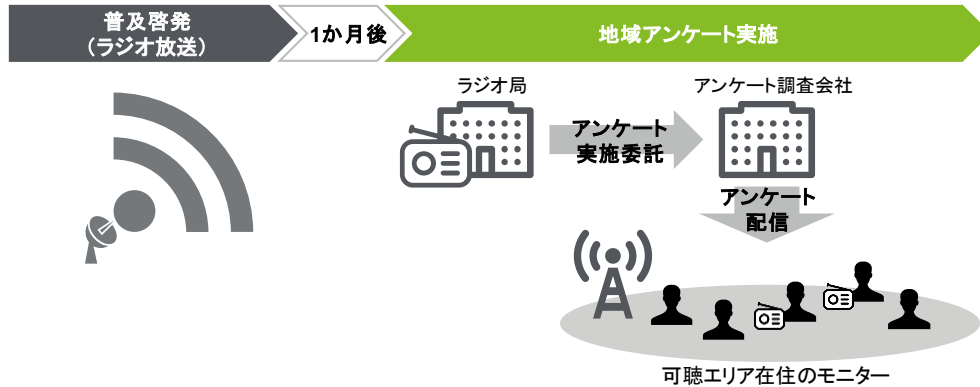 普及啓発
(ラジオ放送)
1か月後
地域アンケート実施
ラジオ局
アンケート調査会社
アンケート
実施委託
アンケート
配信
可聴エリア在住のモニター